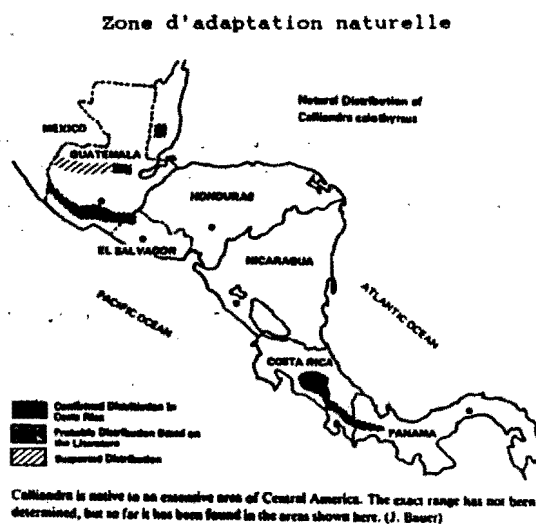 Zone d'adaptation naturelle
Natural Distribution of
Calliandra calothyrsus
MEXICO
GUATEMALA
HONDURAS
EL SALVADOR
NICARAGUA
PACIFIC OCEAN
ATLANTIC OCEAN
COSTA RICA
PANAMA
Confirmed Distribution in
Costa Rica
Probable Distribution Based on
the Literature
Suspected Distribution
Calliandra is native to an extensive area of Central America. The exact range has not been
determined, but so far it has been found in the areas shown here. (J. Bauer)